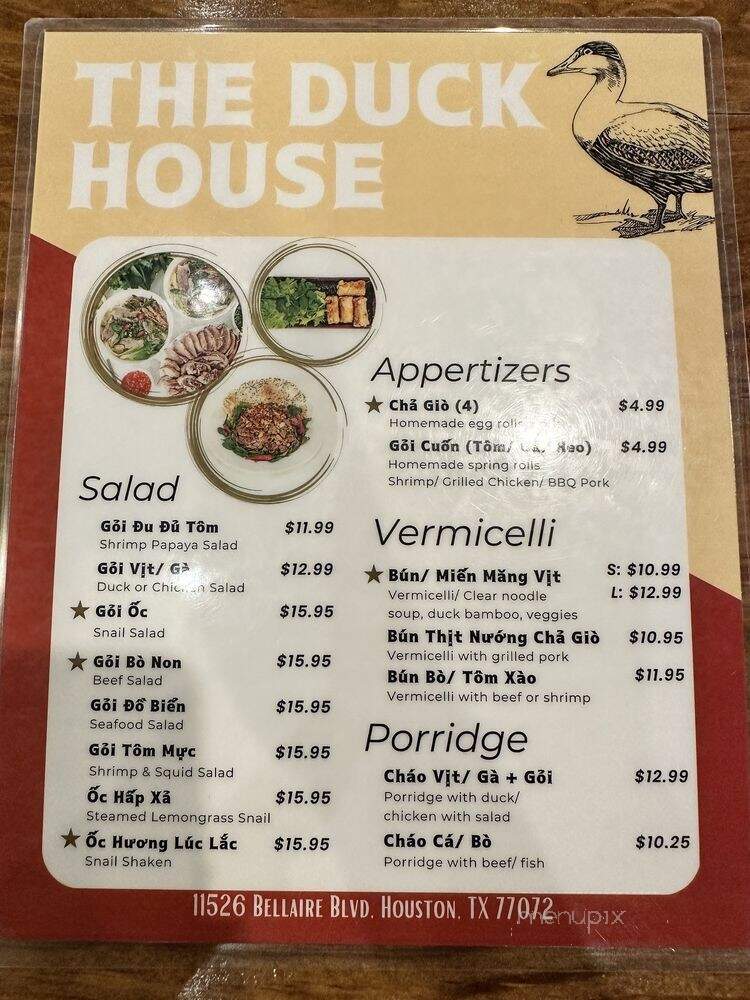 THE DUCK
HOUSE
Appertizers
Chả Giò (4) $4.99
Homemade egg rolls
Gỏi Cuốn (Tôm/ Gà/ Heo) $4.99
Homemade spring rolls
Shrimp/ Grilled Chicken/ BBQ Pork
Salad
Gỏi Đu Đủ Tôm $11.99
Shrimp Papaya Salad
Gỏi Vịt/ Gà $12.99
Duck or Chicken Salad
Gỏi Ốc $15.95
Snail Salad
Gỏi Bò Non $15.95
Beef Salad
Gỏi Đồ Biển $15.95
Seafood Salad
Gỏi Tôm Mực $15.95
Shrimp & Squid Salad
Ốc Hấp Xả $15.95
Steamed Lemongrass Snail
Ốc Hương Lúc Lắc $15.95
Snail Shaken
Vermicelli
Bún/ Miến Măng Vịt S: $10.99
Vermicelli/ Clear noodle L: $12.99
soup, duck bamboo, veggies
Bún Thịt Nướng Chả Giò $10.95
Vermicelli with grilled pork
Bún Bò/ Tôm Xào $11.95
Vermicelli with beef or shrimp
Porridge
Cháo Vịt/ Gà + Gỏi $12.99
Porridge with duck/
chicken with salad
Cháo Cá/ Bò $10.25
Porridge with beef/ fish
11526 Bellaire Blvd, Houston, TX 77072
menupix